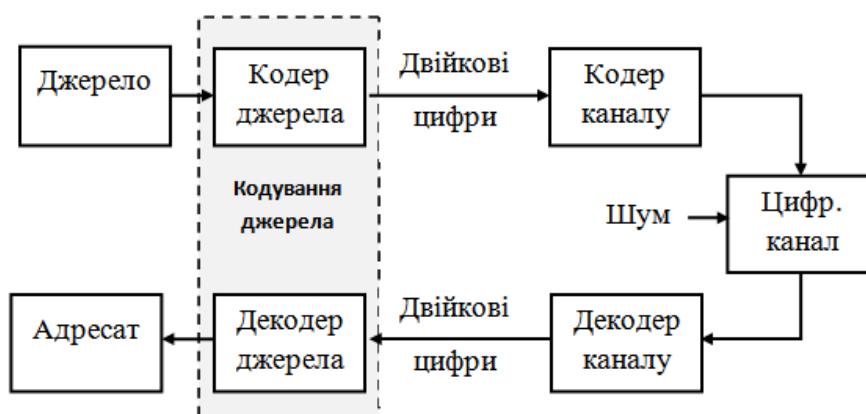 Джерело
Кодер
джерела
Двійкові
цифри
Кодер
каналу
Кодування
джерела
Шум
Цифр.
канал
Адресат
Декодер
джерела
Двійкові
цифри
Декодер
каналу